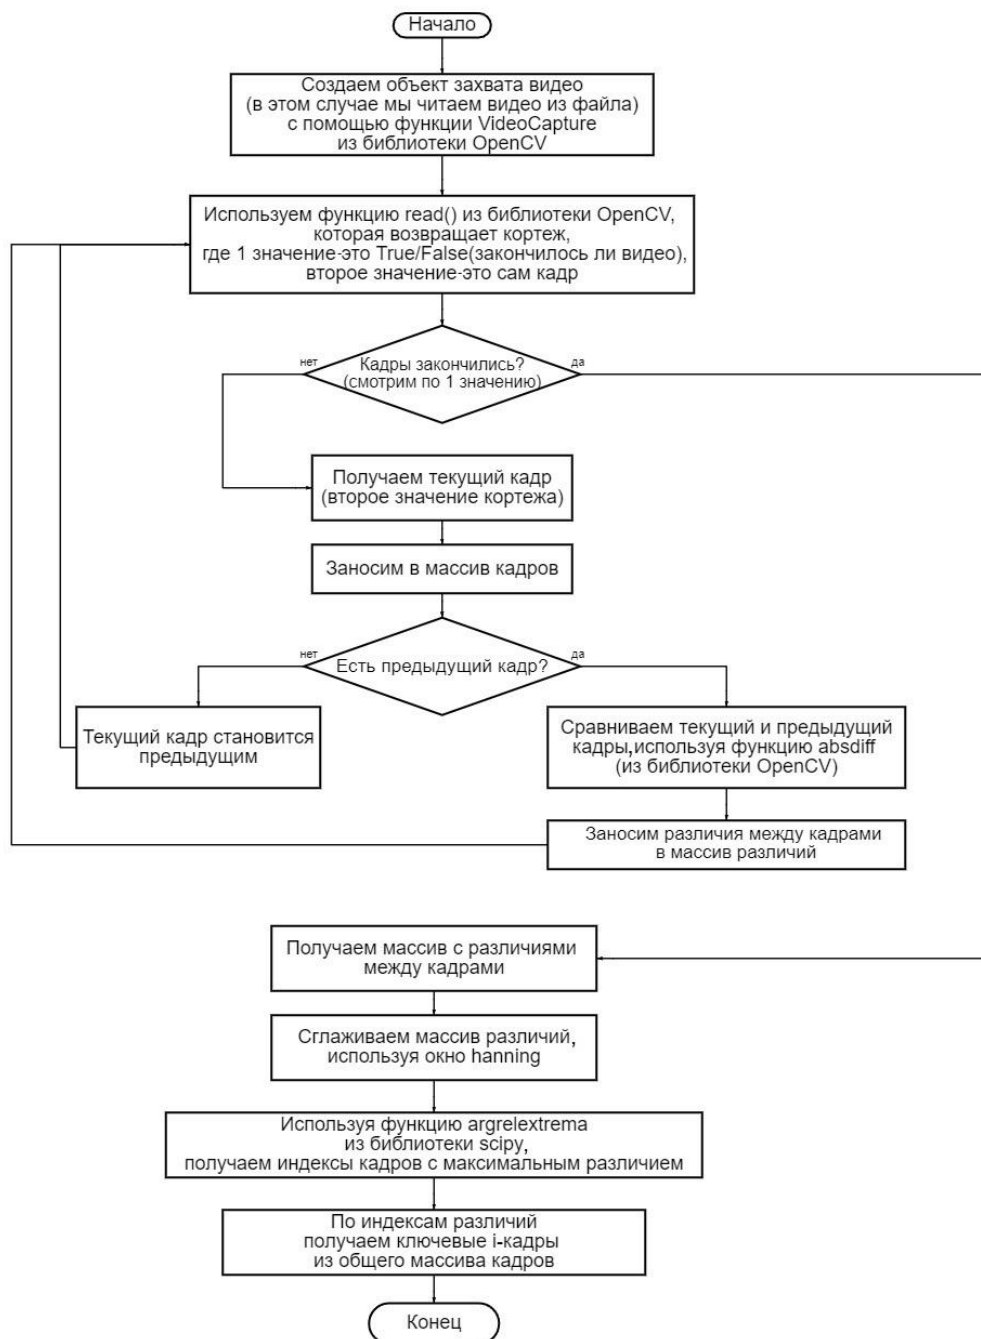 Начало
Создаем объект захвата видео
(в этом случае мы читаем видео из файла)
с помощью функции VideoCapture
из библиотеки OpenCV
Используем функцию read() из библиотеки OpenCV,
которая возвращает кортеж,
где 1 значение-это True/False(закончилось ли видео),
второе значение-это сам кадр
нет
Кадры закончились?
(смотрим по 1 значению)
да
Получаем текущий кадр
(второе значение кортежа)
Заносим в массив кадров
нет
Есть предыдущий кадр?
да
Текущий кадр становится
предыдущим
Сравниваем текущий и предыдущий
кадры,используя функцию absdiff
(из библиотеки OpenCV)
Заносим различия между кадрами
в массив различий
Получаем массив с различиями
между кадрами
Сглаживаем массив различий,
используя окно hanning
Используя функцию argrelextrema
из библиотеки scipy,
получаем индексы кадров с максимальным различием
По индексам различий
получаем ключевые i-кадры
из общего массива кадров
Конец